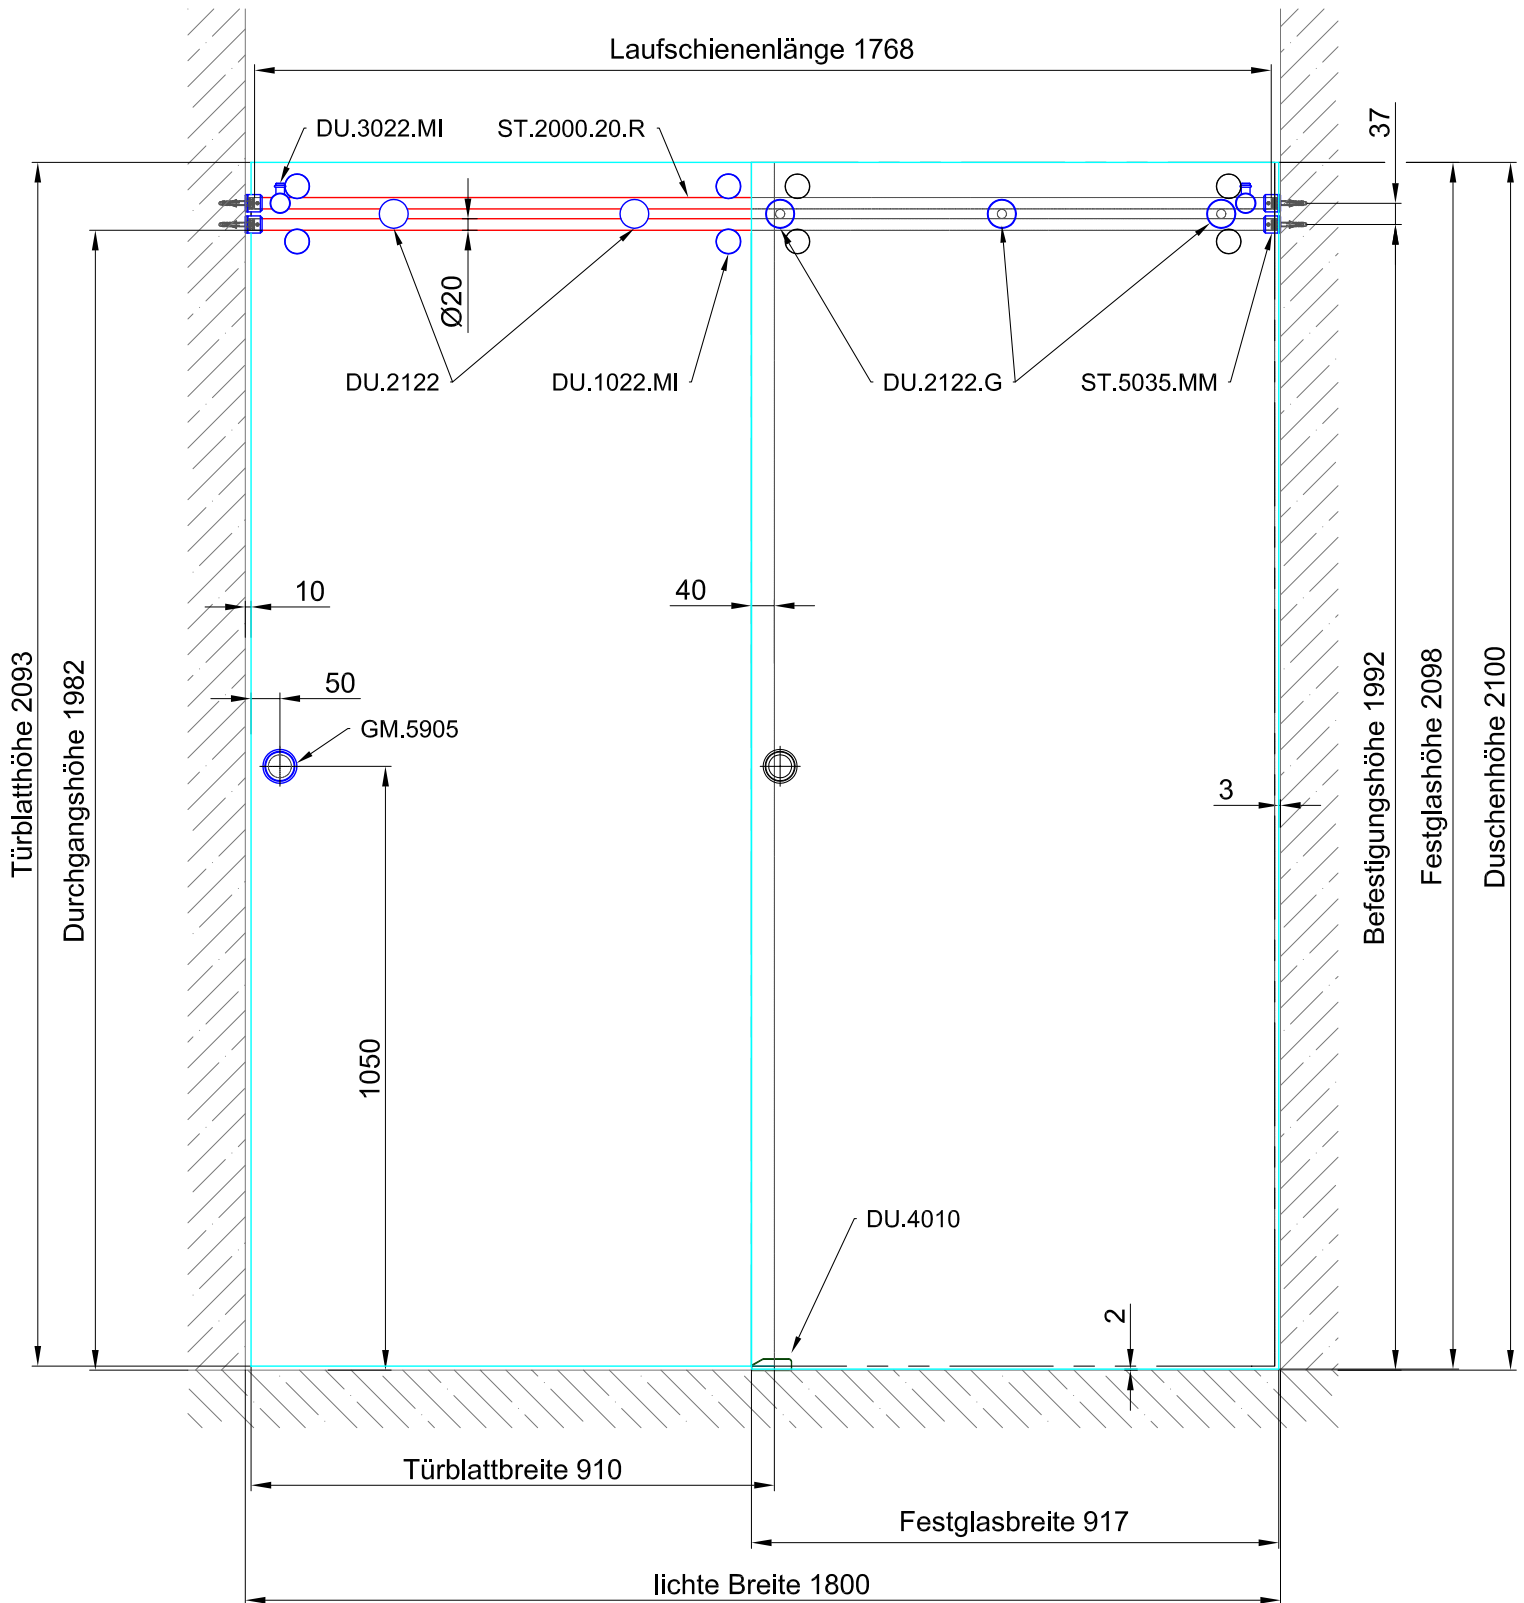 Laufschienenlänge 1768
DU.3022.MI
ST.2000.20.R
37
Ø20
DU.2122
DU.1022.MI
DU.2122.G
ST.5035.MM
10
40
50
GM.5905
Türblatthöhe 2093
Durchgangshöhe 1982
1050
3
Befestigungshöhe 1992
Festglashöhe 2098
Duschenhöhe 2100
DU.4010
2
Türblattbreite 910
Festglasbreite 917
lichte Breite 1800